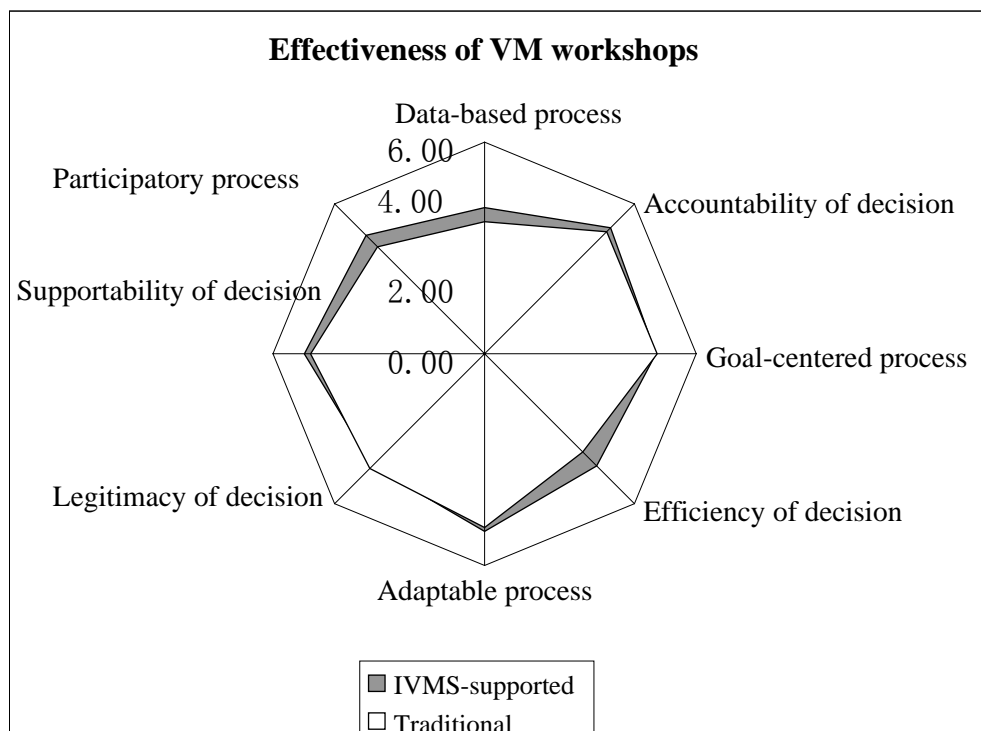 Effectiveness of VM workshops
Data-based process
6.00
Participatory process
4.00
Accountability of decision
Supportability of decision
2.00
0.00
Goal-centered process
Legitimacy of decision
Efficiency of decision
Adaptable process
IVMS-supported
Traditional